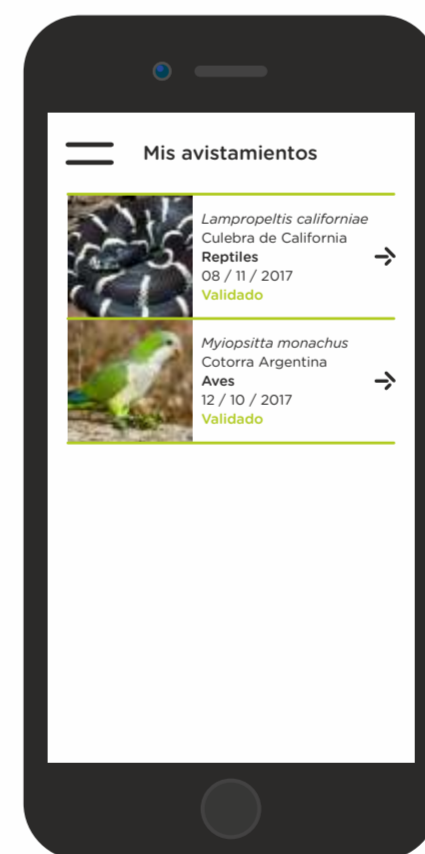 Mis avistamientos
Lampropeltis californiae
Culebra de California
Reptiles
08 / 11 / 2017
Validado
Myiopsitta monachus
Cotorra Argentina
Aves
12 / 10 / 2017
Validado